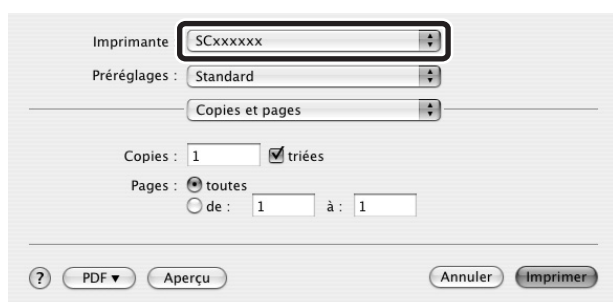 Imprimante : SCxxxxxx
Préréglages : Standard
Copies et pages
Copies : 1 triées
Pages : toutes
de : 1 à : 1
? PDF▼ Aperçu Annuler Imprimer